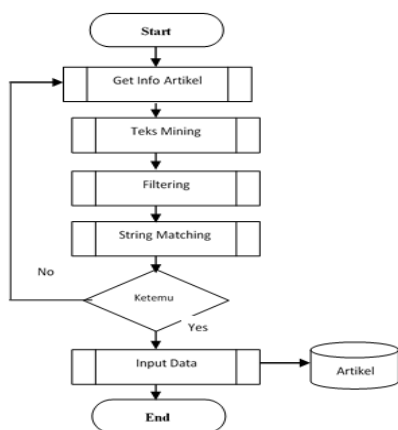 Start
Get Info Artikel
Teks Mining
Filtering
String Matching
No
Ketemu
Yes
Input Data
Artikel
End